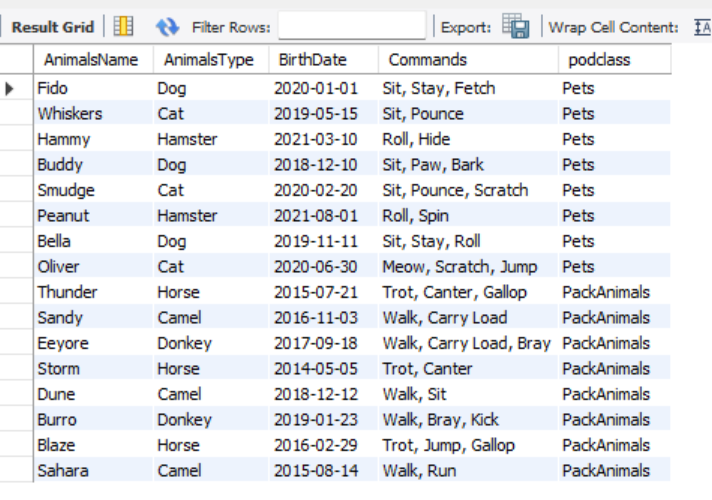 Result Grid Filter Rows: Export: Wrap Cell Content: IA
AnimalsName AnimalsType BirthDate Commands podclass
Fido Dog 2020-01-01 Sit, Stay, Fetch Pets
Whiskers Cat 2019-05-15 Sit, Pounce Pets
Hammy Hamster 2021-03-10 Roll, Hide Pets
Buddy Dog 2018-12-10 Sit, Paw, Bark Pets
Smudge Cat 2020-02-20 Sit, Pounce, Scratch Pets
Peanut Hamster 2021-08-01 Roll, Spin Pets
Bella Dog 2019-11-11 Sit, Stay, Roll Pets
Oliver Cat 2020-06-30 Meow, Scratch, Jump Pets
Thunder Horse 2015-07-21 Trot, Canter, Gallop PackAnimals
Sandy Camel 2016-11-03 Walk, Carry Load PackAnimals
Eeyore Donkey 2017-09-18 Walk, Carry Load, Bray PackAnimals
Storm Horse 2014-05-05 Trot, Canter PackAnimals
Dune Camel 2018-12-12 Walk, Sit PackAnimals
Burro Donkey 2019-01-23 Walk, Bray, Kick PackAnimals
Blaze Horse 2016-02-29 Trot, Jump, Gallop PackAnimals
Sahara Camel 2015-08-14 Walk, Run PackAnimals